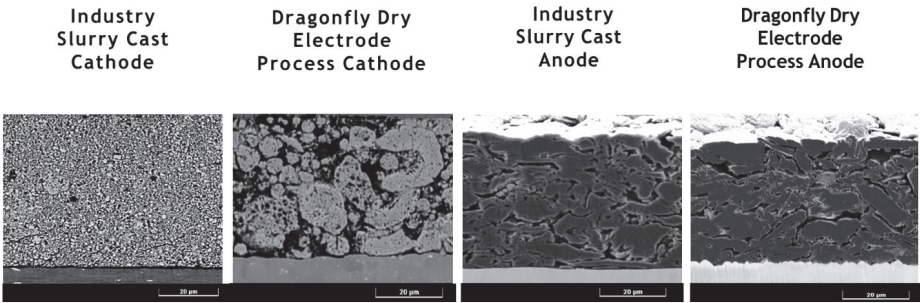 Industry
Slurry Cast
Cathode
Dragonfly Dry
Electrode
Process Cathode
Industry
Slurry Cast
Anode
Dragonfly Dry
Electrode
Process Anode
20 µm
20 µm
20 µm
20 µm